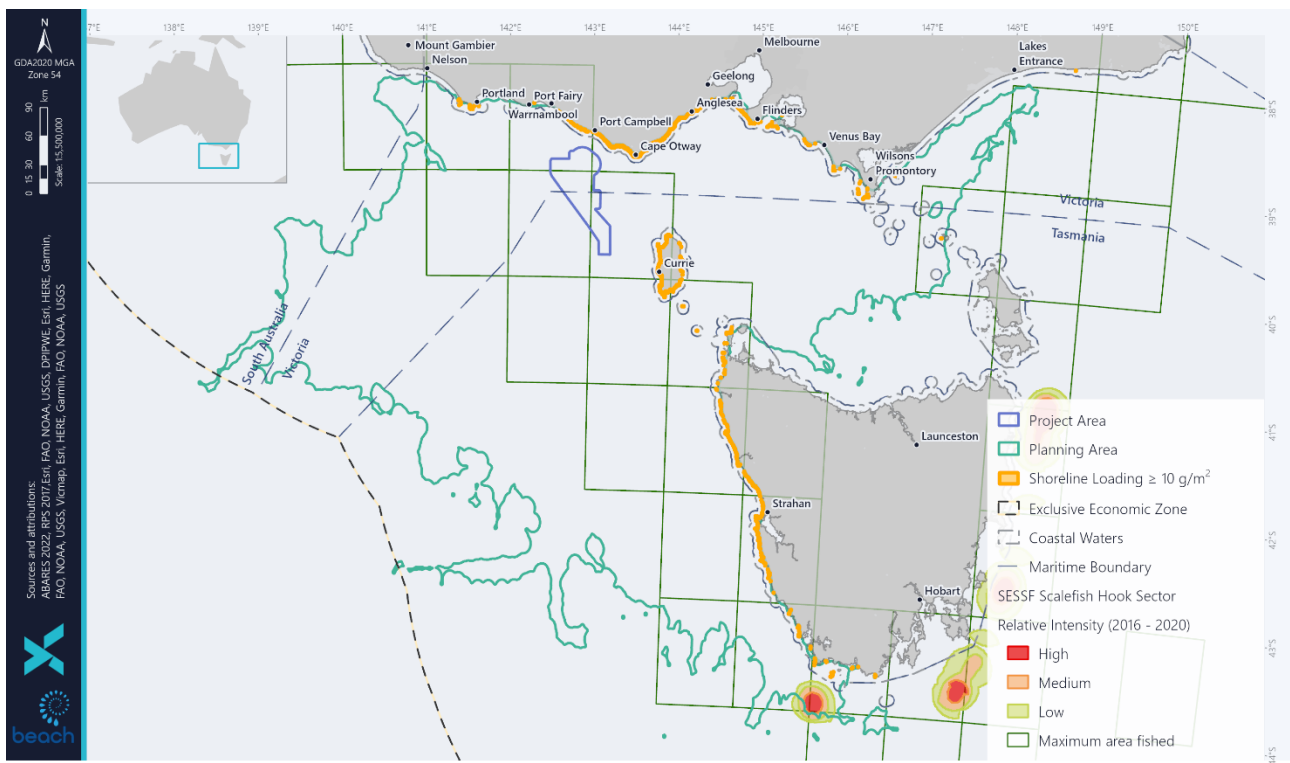 N
GDA2020 MGA
Zone 54
0 15 30 60 90
km
Scale: 1:5,500,000
Sources and attributions:
ABARES 2022, RPS 2017,Esri, FAO, NOAA, USGS, DPIPWE, Esri, HERE, Garmin,
FAO, NOAA, USGS, Vicmap, Esri, HERE, Garmin, FAO, NOAA, USGS
beach
7°E 138°E 139°E 140°E 141°E 142°E 143°E 144°E 145°E 146°E 147°E 148°E 149°E 150°E
38°S
39°S
40°S
41°S
42°S
43°S
44°S
Mount Gambier
Nelson
Portland
Port Fairy
Warrnambool
Port Campbell
Cape Otway
Anglesea
Geelong
Melbourne
Flinders
Venus Bay
Wilsons
Promontory
Lakes
Entrance
Victoria
Tasmania
South Australia
Victoria
Currie
Launceston
Strahan
Hobart
Project Area
Planning Area
Shoreline Loading ≥ 10 g/m²
Exclusive Economic Zone
Coastal Waters
Maritime Boundary
SESSF Scalefish Hook Sector
Relative Intensity (2016 - 2020)
High
Medium
Low
Maximum area fished